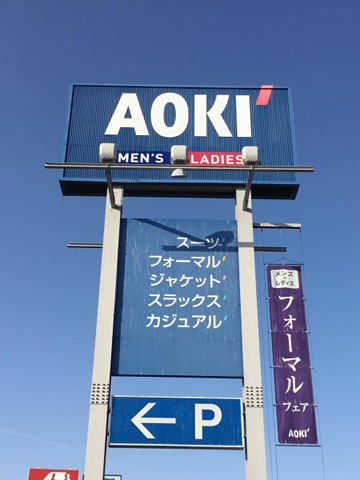 AOKI'
MEN'S LADIES
スーツ
フォーマル
ジャケット
スラックス
カジュアル
← P
メンズ
レディス
フォーマル
フェア
AOKI'